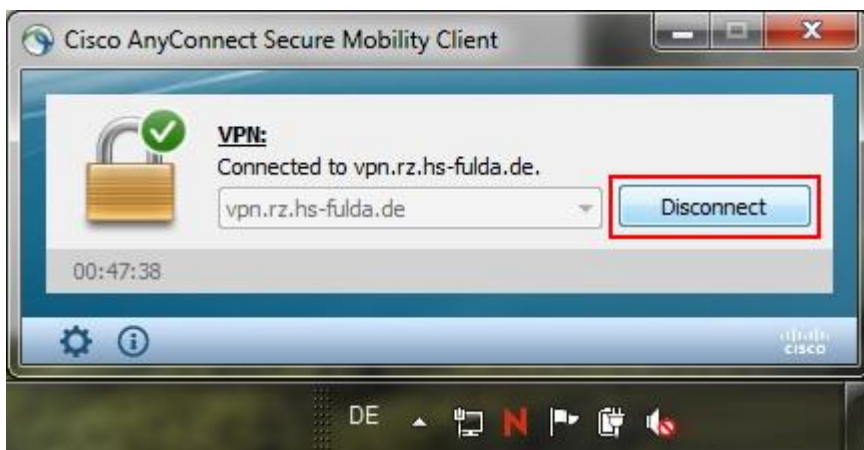 Cisco AnyConnect Secure Mobility Client
VPN:
Connected to vpn.rz.hs-fulda.de.
vpn.rz.hs-fulda.de
Disconnect
00:47:38
cisco
DE
N